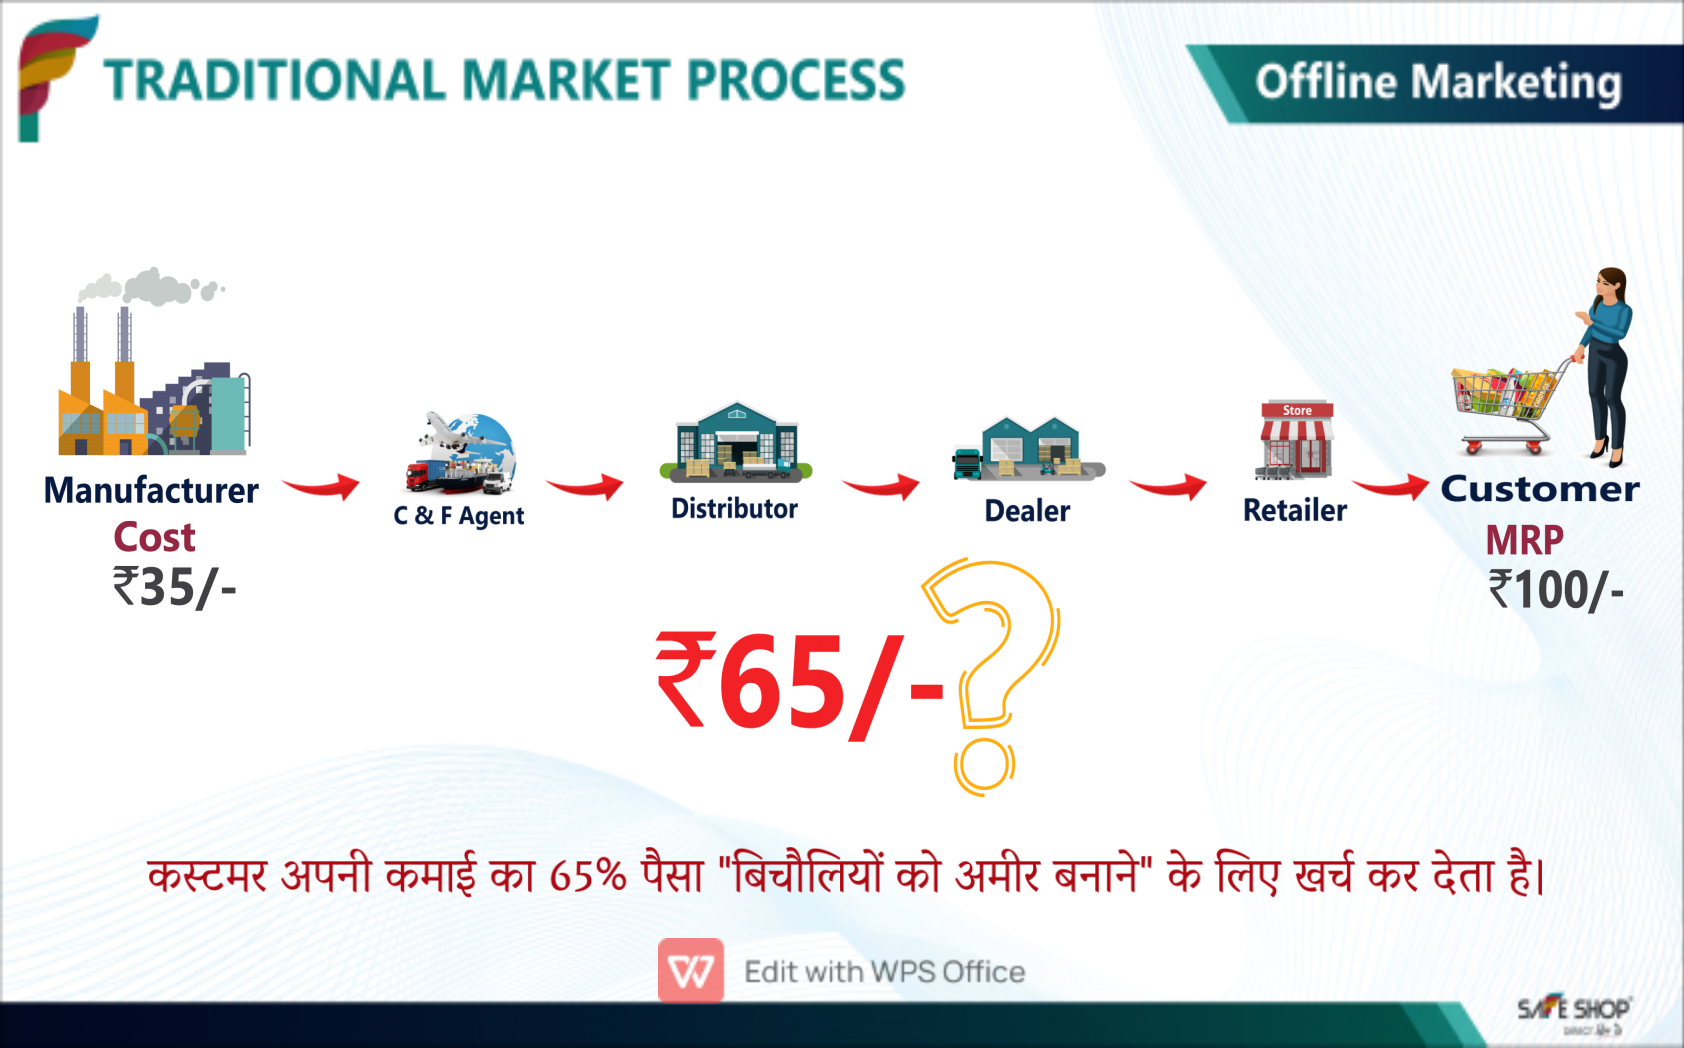 TRADITIONAL MARKET PROCESS
Offline Marketing
Store
Manufacturer
C & F Agent
Distributor
Dealer
Retailer
Customer
Cost
MRP
₹35/-
₹100/-
₹65/-?
कस्टमर अपनी कमाई का 65% पैसा "बिचौलियों को अमीर बनाने" के लिए खर्च कर देता है।
Edit with WPS Office
SAFE SHOP
DIRECT